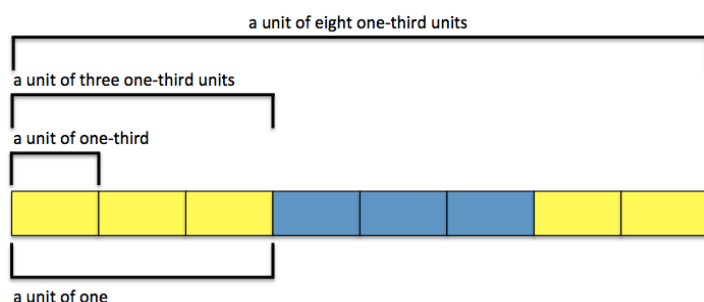 a unit of eight one-third units
a unit of three one-third units
a unit of one-third
a unit of one